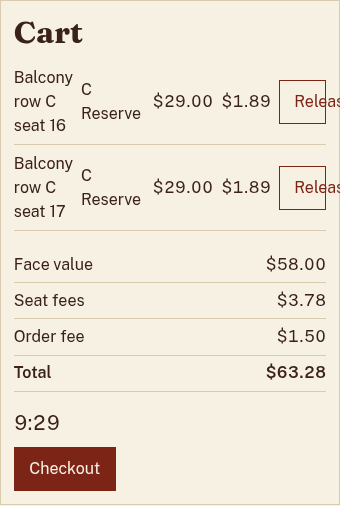 Cart
Balcony
row C
seat 16
C
Reserve
$29.00
$1.89
Releas
Balcony
row C
seat 17
C
Reserve
$29.00
$1.89
Releas
Face value $58.00
Seat fees $3.78
Order fee $1.50
Total $63.28
9:29
Checkout